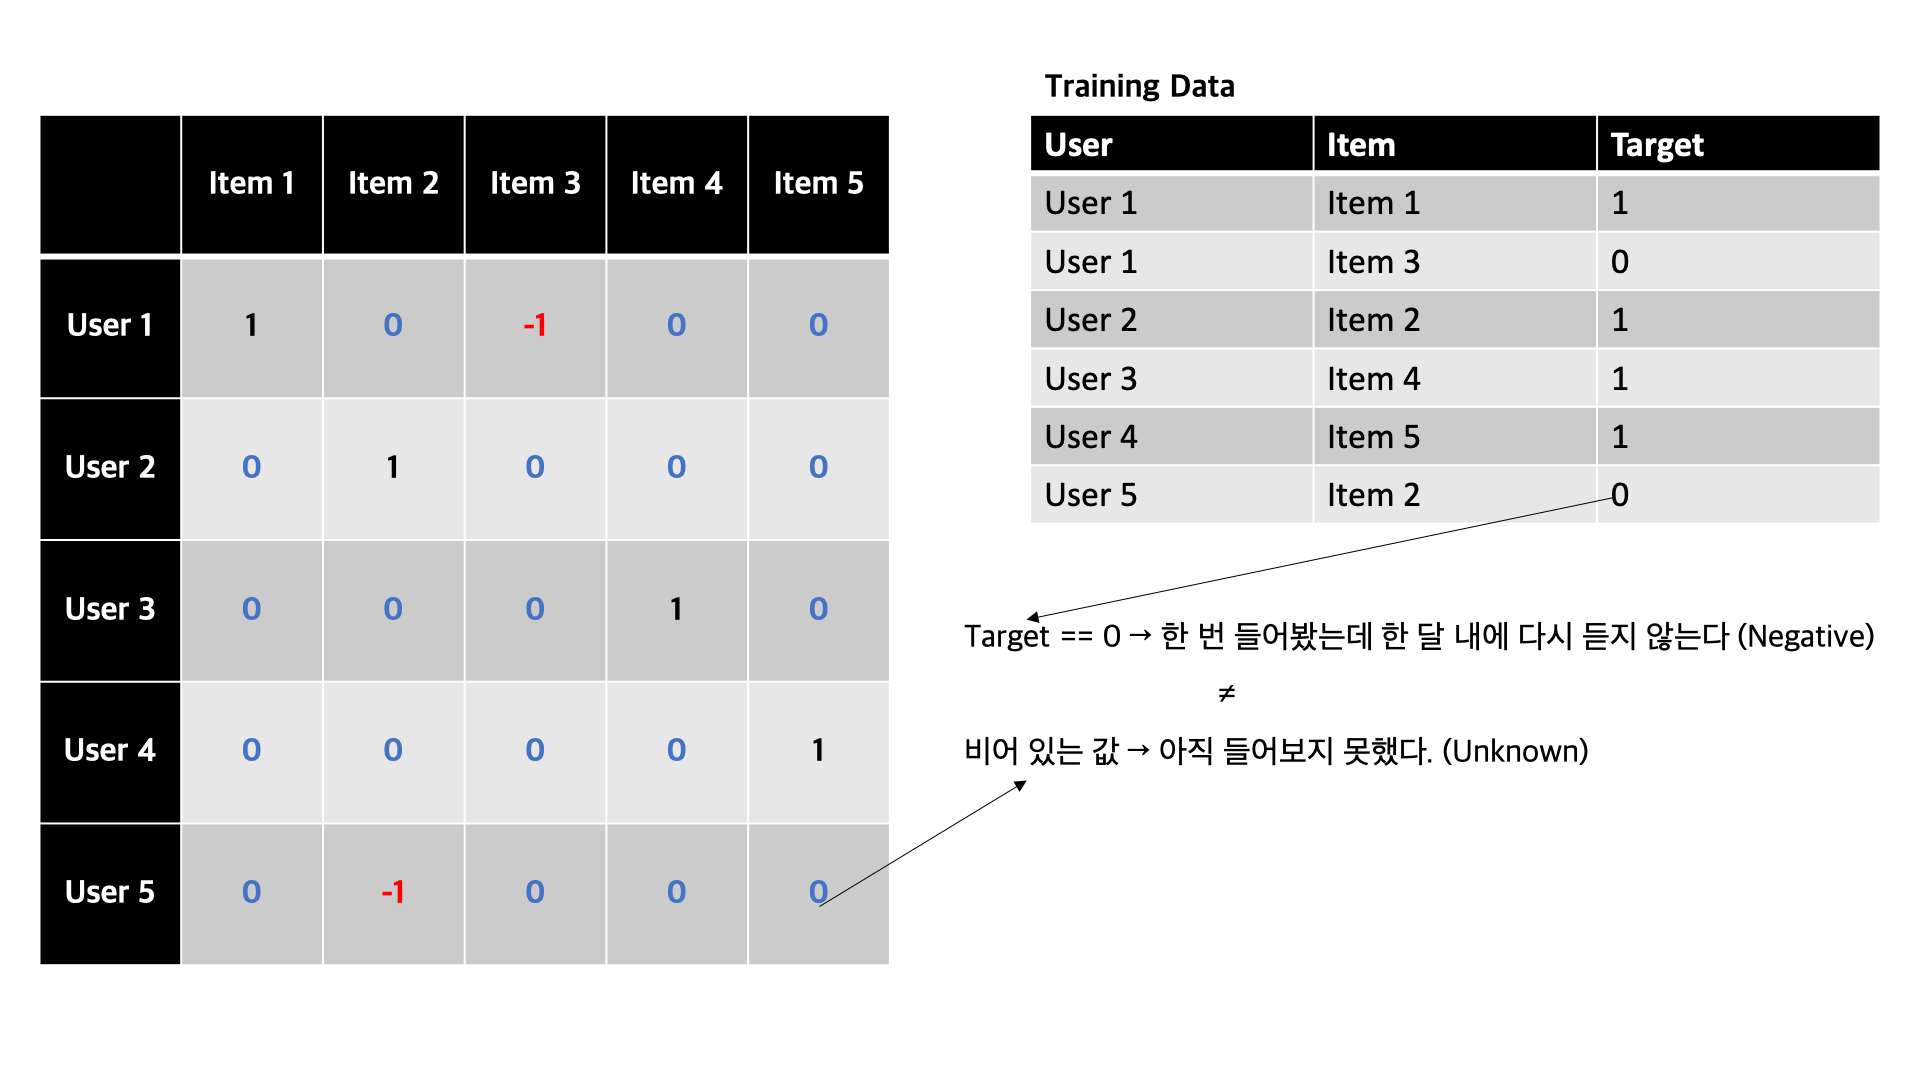 Item 1 Item 2 Item 3 Item 4 Item 5
User 1 1 0 -1 0 0
User 2 0 1 0 0 0
User 3 0 0 0 1 0
User 4 0 0 0 0 1
User 5 0 -1 0 0 0
Training Data
User Item Target
User 1 Item 1 1
User 1 Item 3 0
User 2 Item 2 1
User 3 Item 4 1
User 4 Item 5 1
User 5 Item 2 0
Target == 0 → 한 번 들어봤는데 한 달 내에 다시 듣지 않는다 (Negative)
≠
비어 있는 값 → 아직 들어보지 못했다. (Unknown)